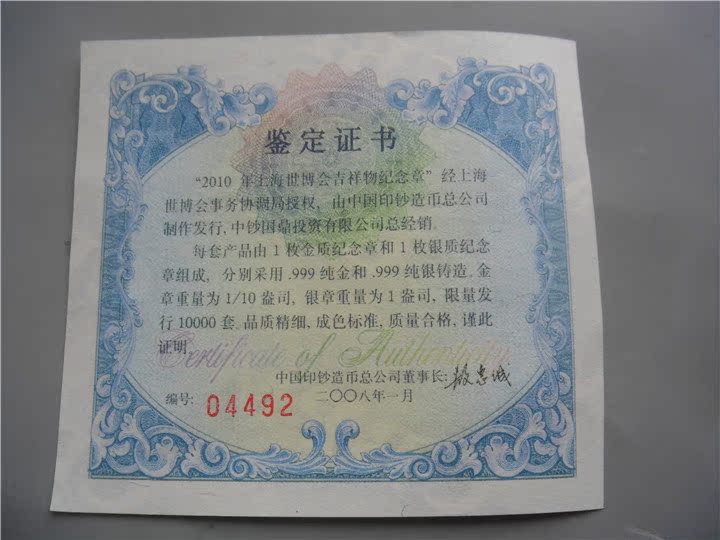 鉴定证书
“2010 年上海世博会吉祥物纪念章”经上海
世博会事务协调局授权, 由中国印钞造币总公司
制作发行, 中钞国鼎投资有限公司总经销。
每套产品由 1 枚金质纪念章和 1 枚银质纪念
章组成, 分别采用 .999 纯金和 .999 纯银铸造。金
章重量为 1/10 盎司, 银章重量为 1 盎司, 限量发
行 10000 套。品质精细, 成色标准, 质量合格, 谨此
证明。
Certificate of Authenticity
中国印钞造币总公司董事长:
编号: 04492
二〇〇八年一月